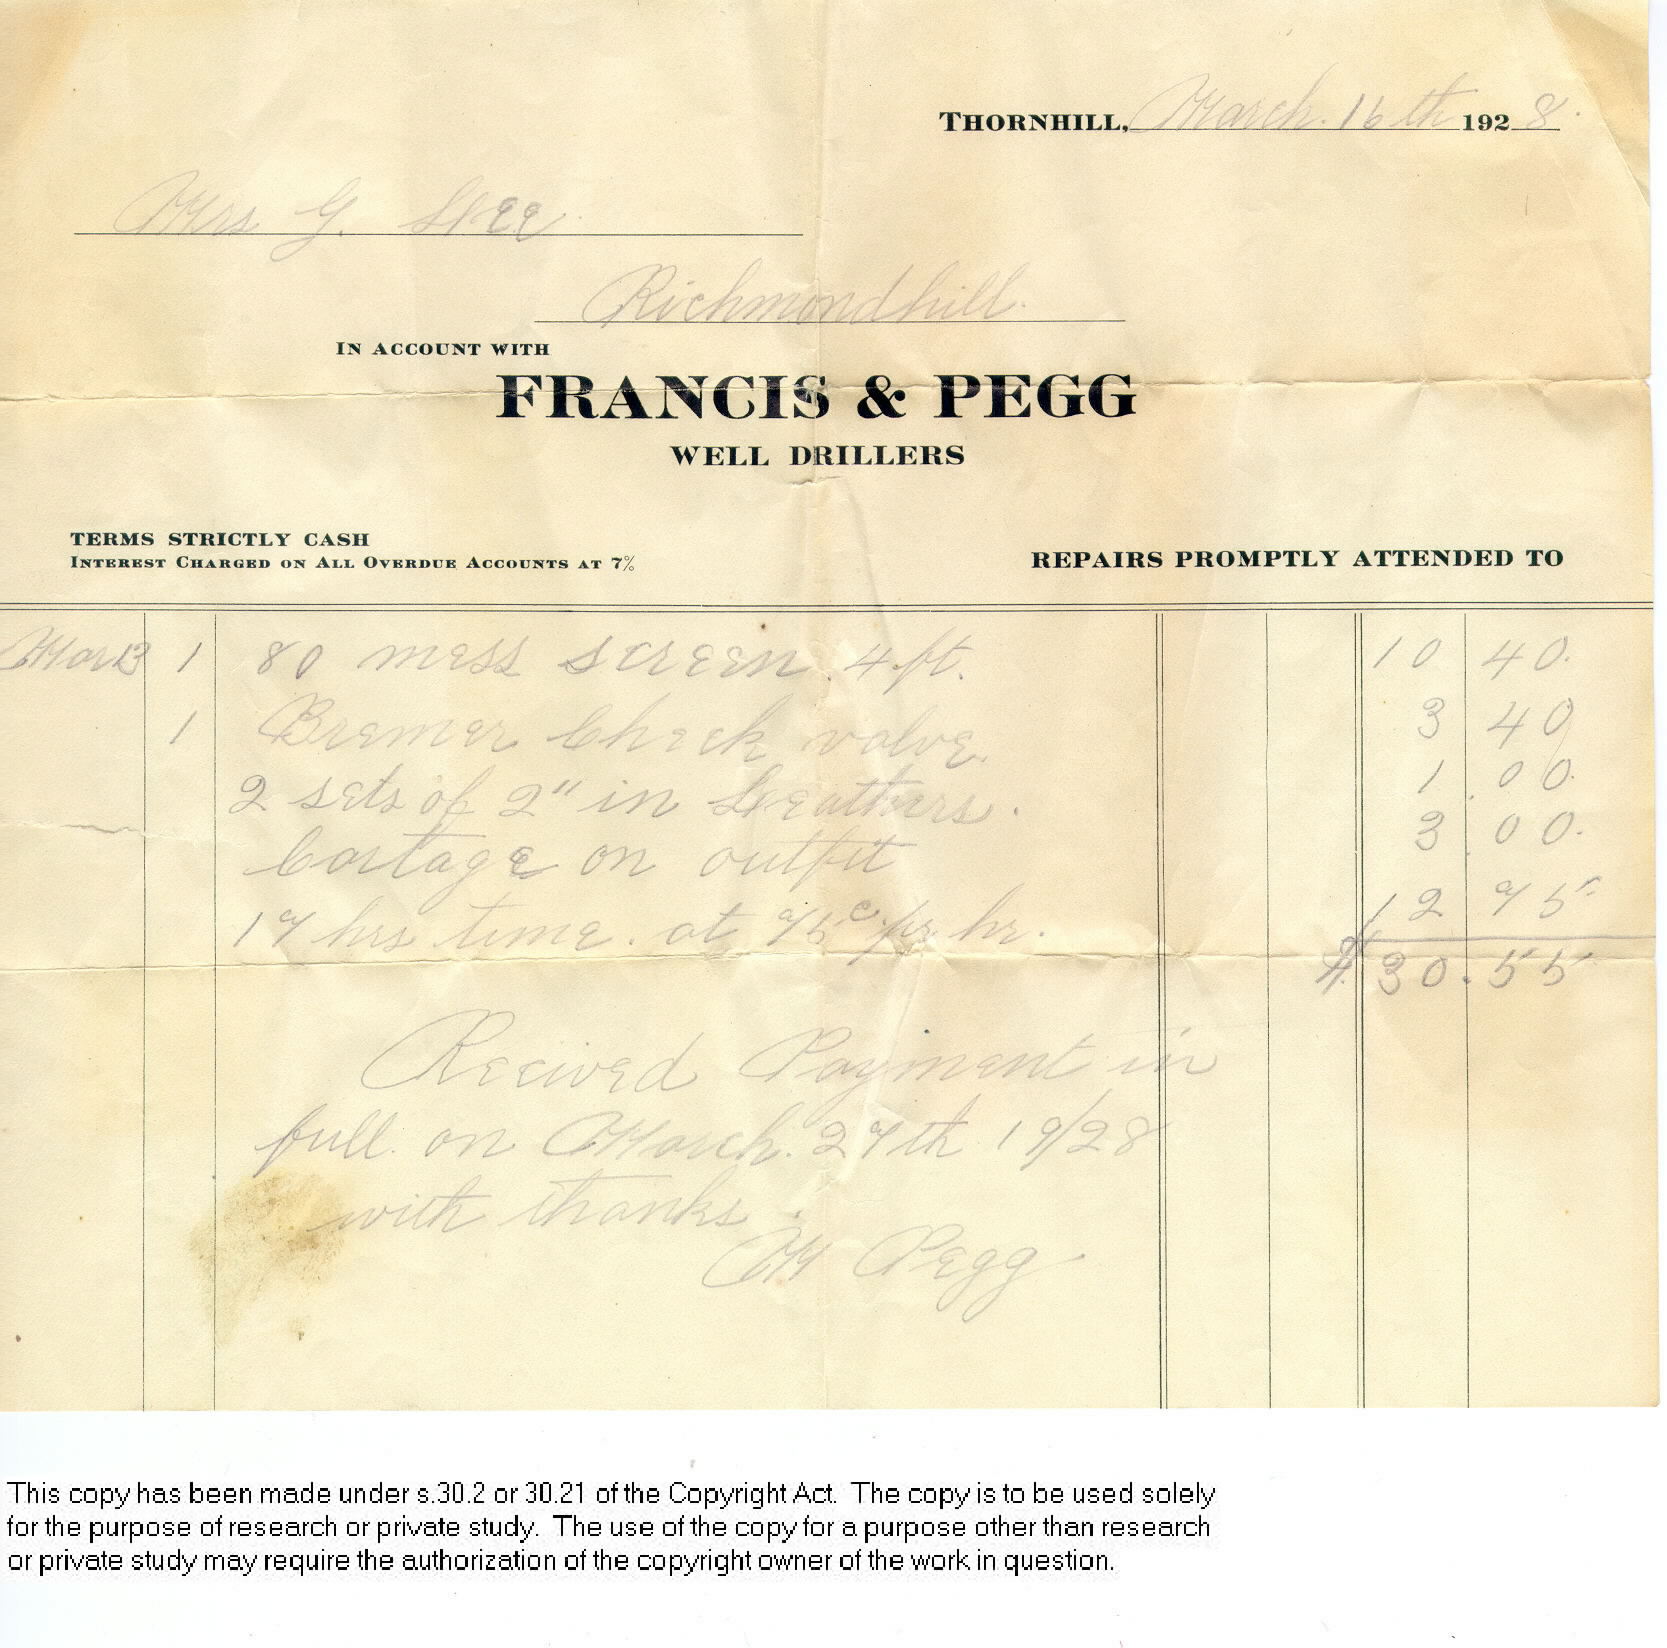 THORNHILL, March. 16th 1928.
Mrs G. Lee.
Richmondhill.
IN ACCOUNT WITH
FRANCIS & PEGG
WELL DRILLERS
TERMS STRICTLY CASH
INTEREST CHARGED ON ALL OVERDUE ACCOUNTS AT 7%
REPAIRS PROMPTLY ATTENDED TO
Mar 13 1 80 mess screen. 4 ft. 10 40.
1 Bremer Check valve. 3 40
2 sets of 2" in Leathers. 1.00.
Cartage on outfit 3.00.
17 hrs time. at 75c pr hr. 12 75.
$30.55
Recived Payment in
full. on March. 27th 19/28
with thanks.
H Pegg
This copy has been made under s.30.2 or 30.21 of the Copyright Act. The copy is to be used solely
for the purpose of research or private study. The use of the copy for a purpose other than research
or private study may require the authorization of the copyright owner of the work in question.